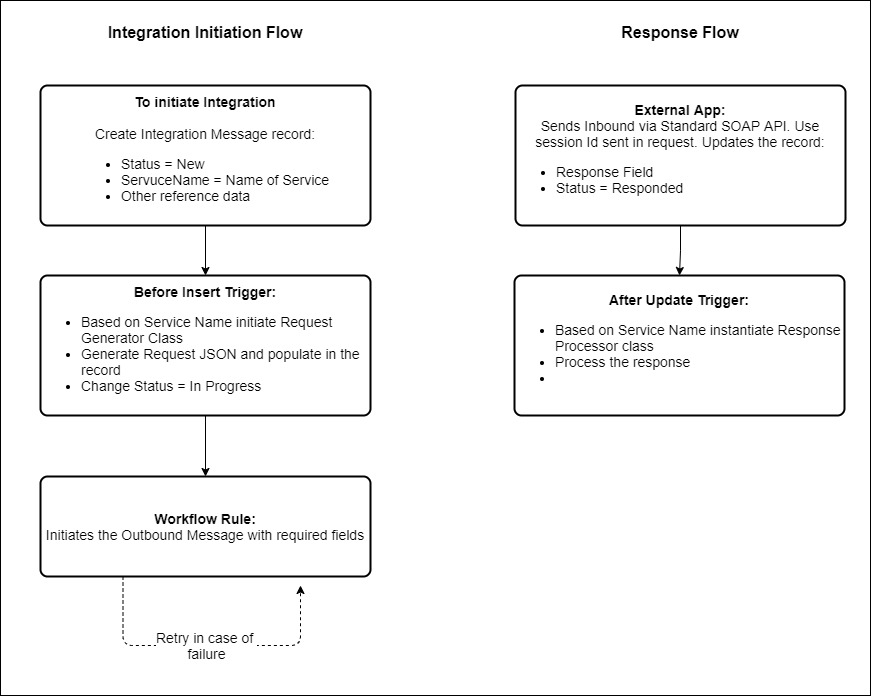 Integration Initiation Flow
To initiate Integration
Create Integration Message record:
• Status = New
• ServuceName = Name of Service
• Other reference data
Before Insert Trigger:
• Based on Service Name initiate Request
Generator Class
• Generate Request JSON and populate in the
record
• Change Status = In Progress
Workflow Rule:
Initiates the Outbound Message with required fields
Retry in case of
failure
Response Flow
External App:
Sends Inbound via Standard SOAP API. Use
session Id sent in request. Updates the record:
• Response Field
• Status = Responded
After Update Trigger:
• Based on Service Name instantiate Response
Processor class
• Process the response
•